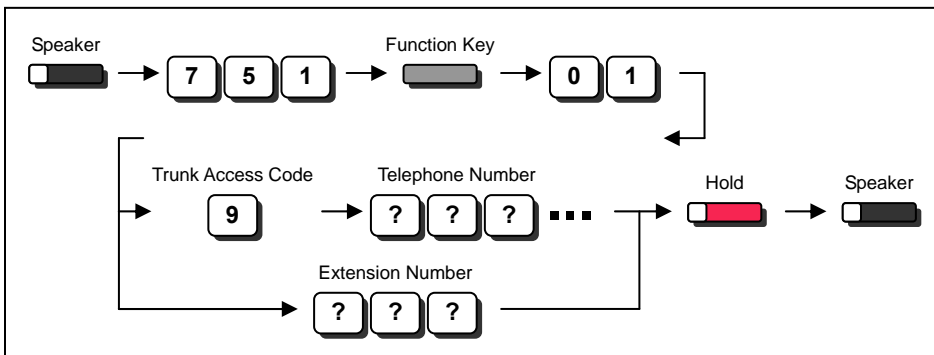 Speaker
Function Key
7 5 1
0 1
Trunk Access Code
Telephone Number
Hold
Speaker
9
? ? ? ...
Extension Number
? ? ?